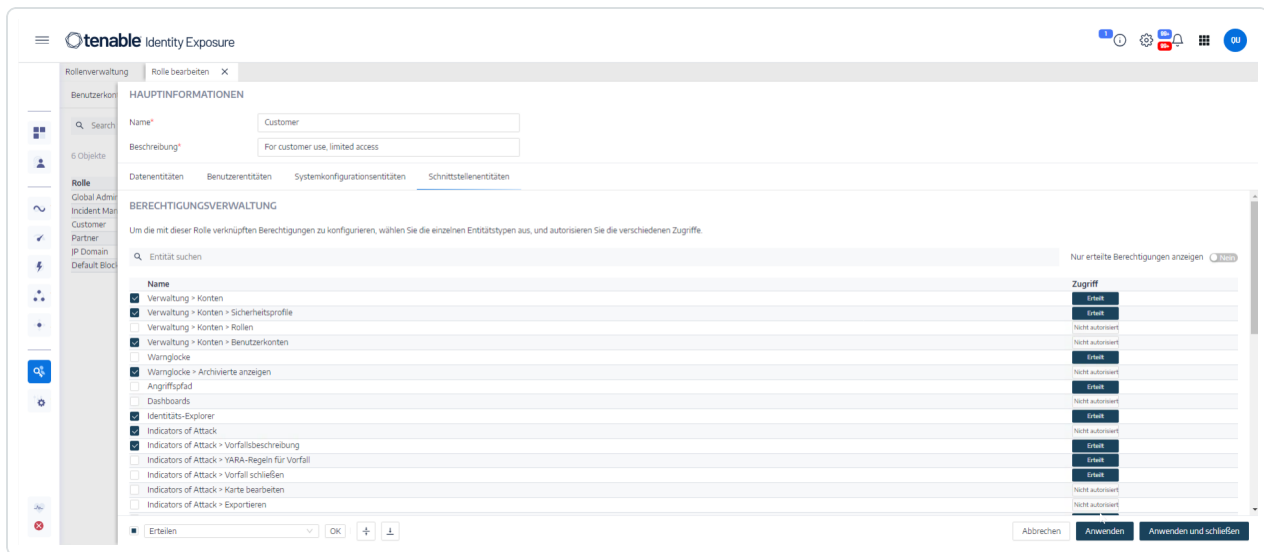 tenable Identity Exposure
1
99+
99+
QU
Rollenverwaltung
Rolle bearbeiten
Benutzerkon
HAUPTINFORMATIONEN
Search
Name*
Customer
Beschreibung*
For customer use, limited access
6 Objekte
Datenentitäten
Benutzerentitäten
Systemkonfigurationsentitäten
Schnittstellenentitäten
Rolle
Global Admin
Incident Man
Customer
Partner
JP Domain
Default Block
BERECHTIGUNGSVERWALTUNG
Um die mit dieser Rolle verknüpften Berechtigungen zu konfigurieren, wählen Sie die einzelnen Entitätstypen aus, und autorisieren Sie die verschiedenen Zugriffe.
Entität suchen
Nur erteilte Berechtigungen anzeigen Nein
Name Zugriff
Verwaltung > Konten Erteilt
Verwaltung > Konten > Sicherheitsprofile Erteilt
Verwaltung > Konten > Rollen Nicht autorisiert
Verwaltung > Konten > Benutzerkonten Nicht autorisiert
Warnglocke Erteilt
Warnglocke > Archivierte anzeigen Nicht autorisiert
Angriffspfad Erteilt
Dashboards Nicht autorisiert
Identitäts-Explorer Erteilt
Indicators of Attack Nicht autorisiert
Indicators of Attack > Vorfallsbeschreibung Erteilt
Indicators of Attack > YARA-Regeln für Vorfall Erteilt
Indicators of Attack > Vorfall schließen Erteilt
Indicators of Attack > Karte bearbeiten Nicht autorisiert
Indicators of Attack > Exportieren Nicht autorisiert
Erteilen
OK
Abbrechen
Anwenden
Anwenden und schließen